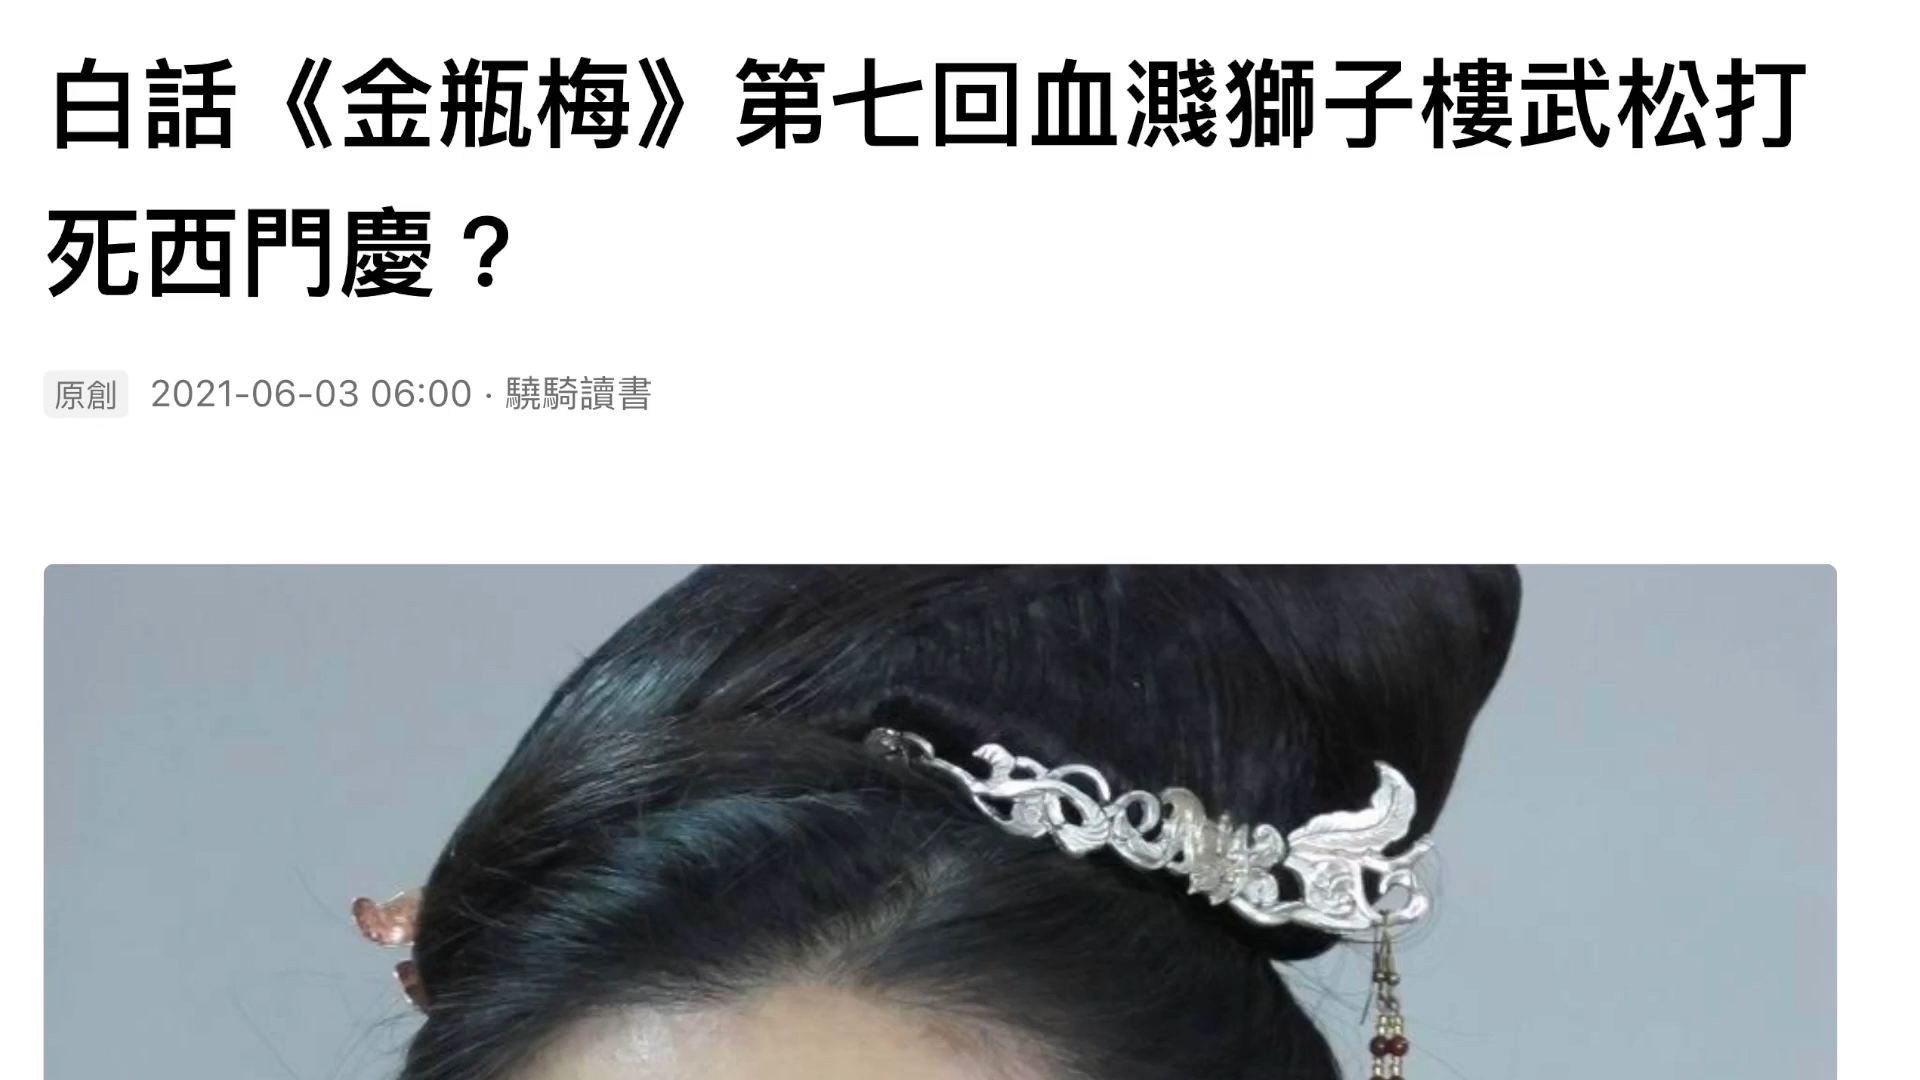 白話《金瓶梅》第七回血濺獅子樓武松打
死西門慶？
原創 2021-06-03 06:00 · 驍騎讀書